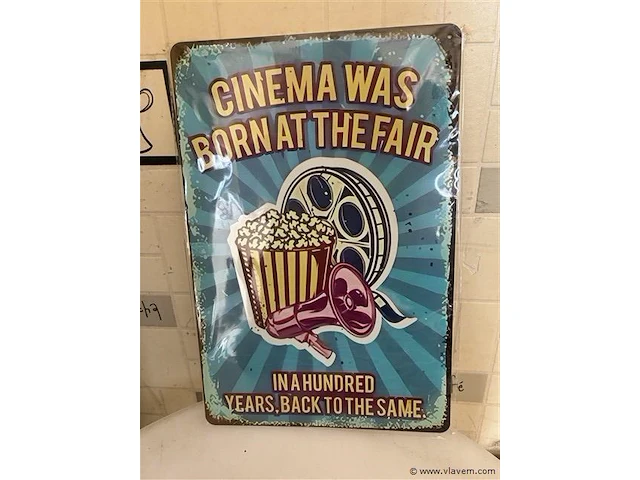 CINEMA WAS
BORN AT THE FAIR
IN A HUNDRED
YEARS, BACK TO THE SAME.
© www.vlavem.com